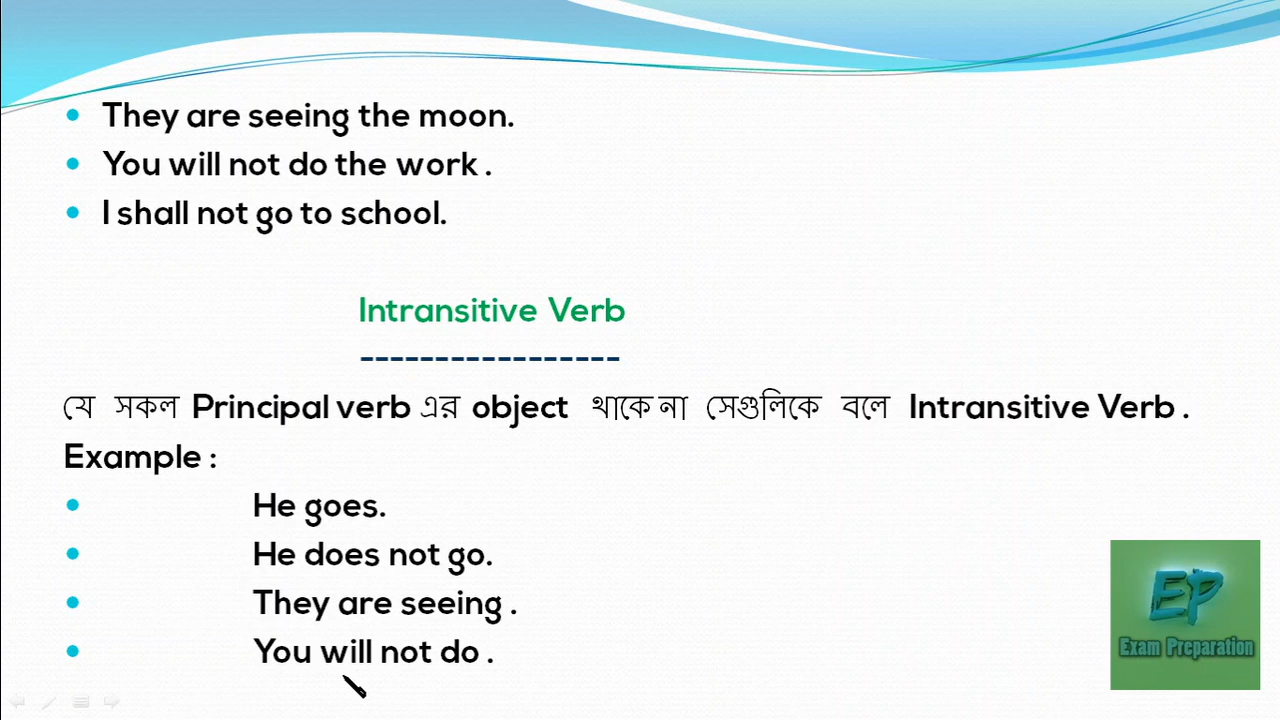 They are seeing the moon.
You will not do the work .
I shall not go to school.
Intransitive Verb
-----------------
যে সকল Principal verb এর object থাকে না সেগুলিকে বলে Intransitive Verb .
Example :
He goes.
He does not go.
They are seeing .
You will not do .
EP
Exam Preparation